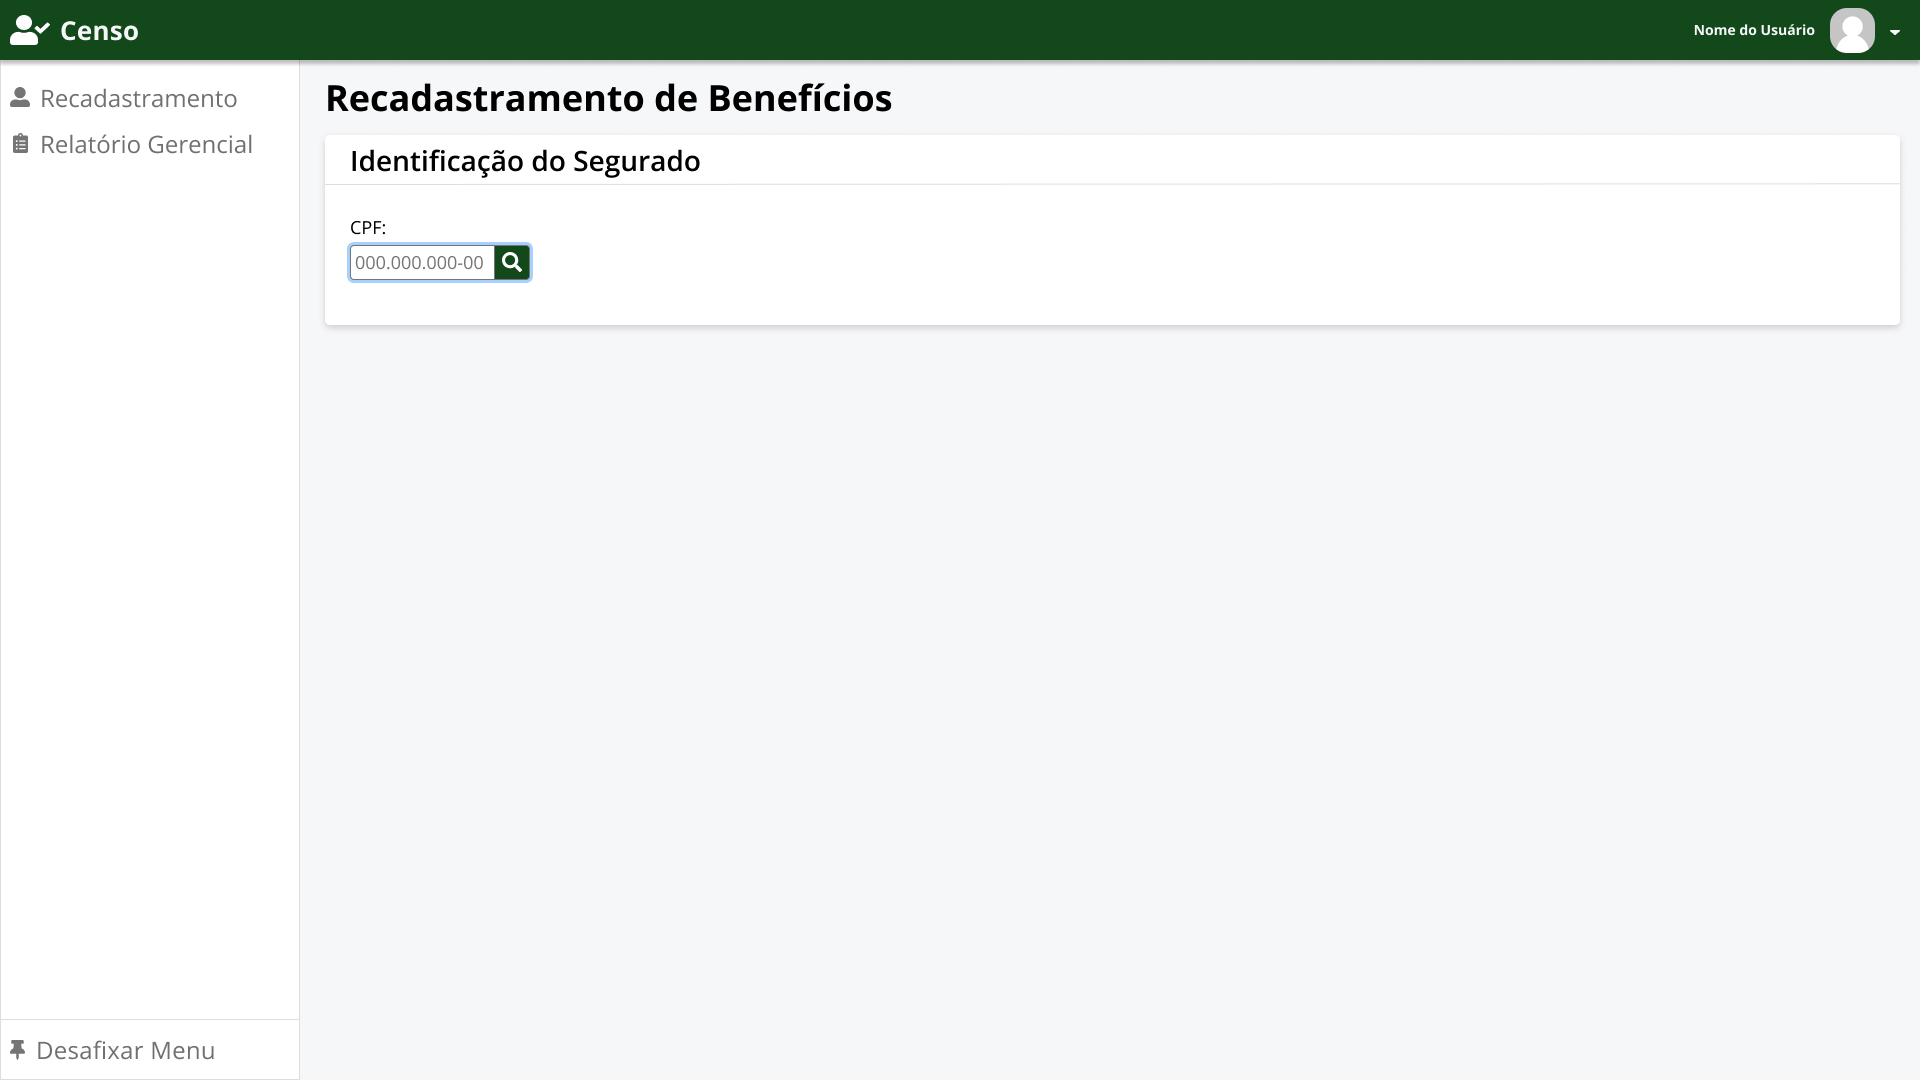 Censo
Nome do Usuário
Recadastramento
Relatório Gerencial
Recadastramento de Benefícios
Identificação do Segurado
CPF:
000.000.000-00
Desafixar Menu